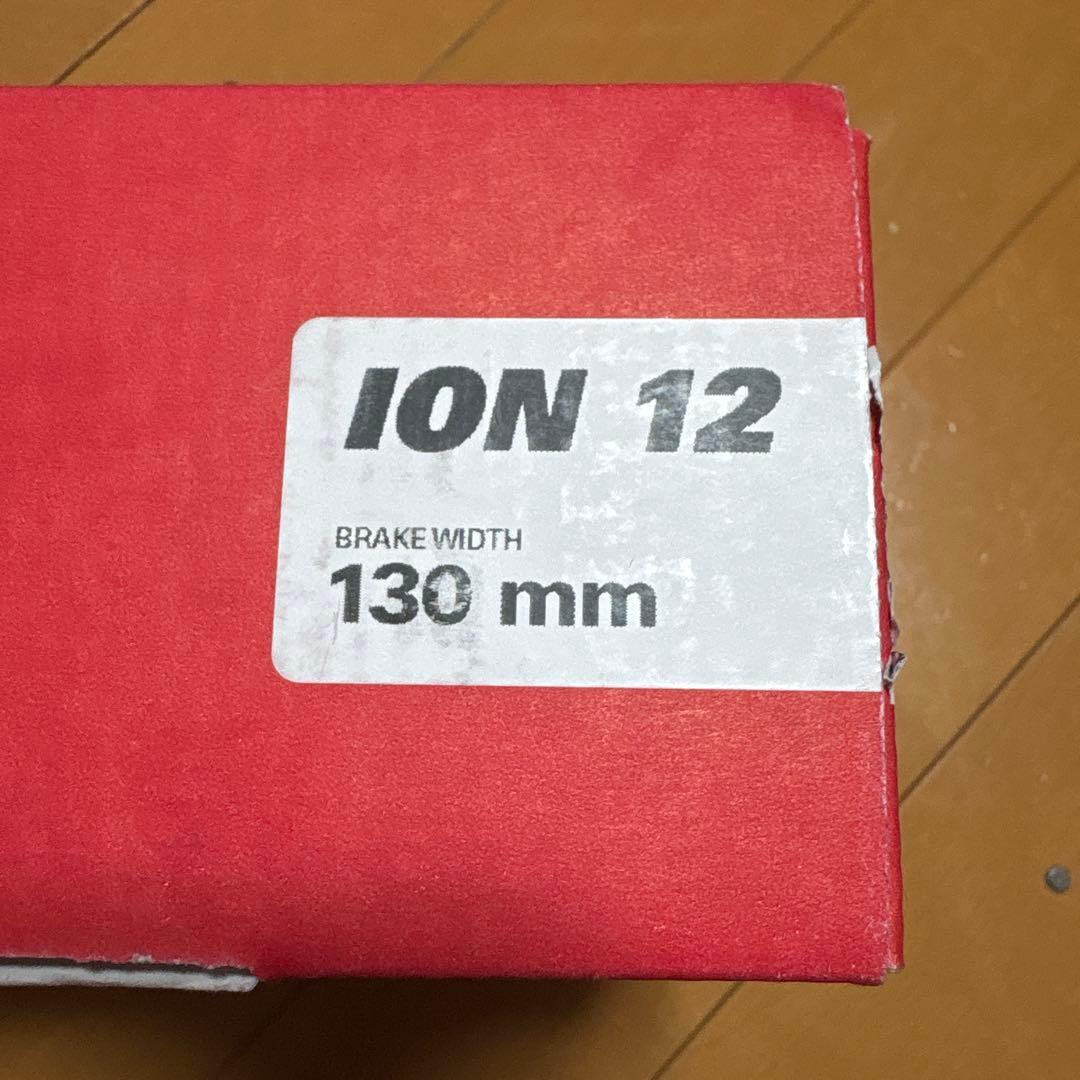 ION 12
BRAKE WIDTH
130 mm